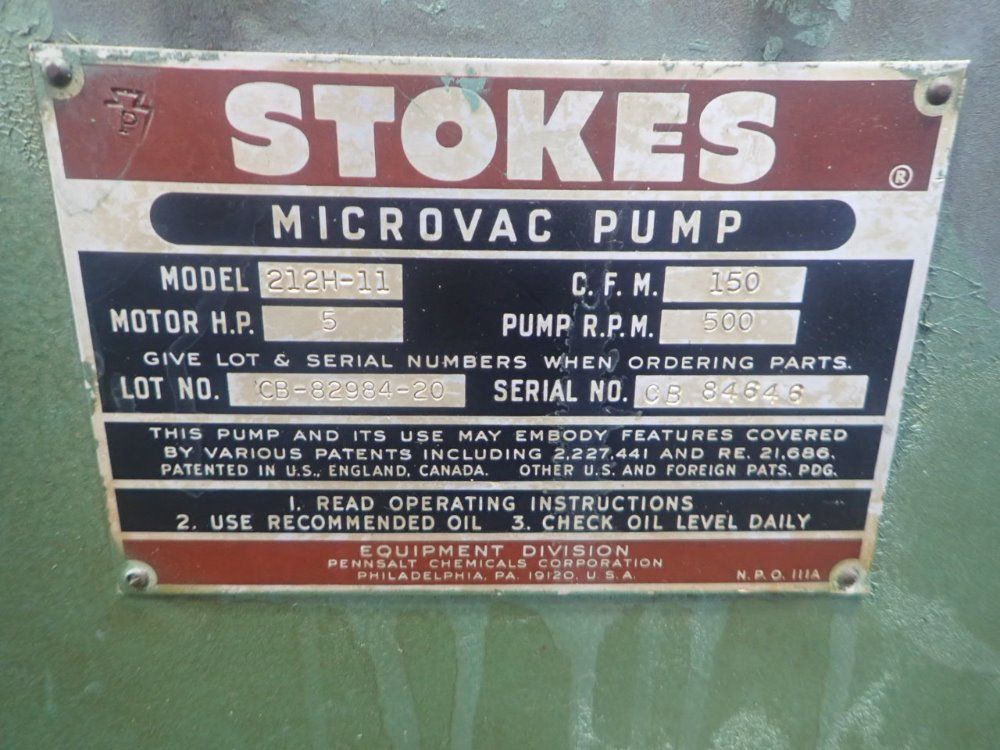 P
STOKES
®
MICROVAC PUMP
MODEL 212H-11 C. F. M. 150
MOTOR H.P. 5 PUMP R.P.M. 500
GIVE LOT & SERIAL NUMBERS WHEN ORDERING PARTS.
LOT NO. CB-82984-20 SERIAL NO. CB 84646
THIS PUMP AND ITS USE MAY EMBODY FEATURES COVERED
BY VARIOUS PATENTS INCLUDING 2,227,441 AND RE. 21,686.
PATENTED IN U.S., ENGLAND, CANADA. OTHER U.S. AND FOREIGN PATS. PDG.
1. READ OPERATING INSTRUCTIONS
2. USE RECOMMENDED OIL 3. CHECK OIL LEVEL DAILY
EQUIPMENT DIVISION
PENNSALT CHEMICALS CORPORATION
PHILADELPHIA, PA. 19120, U.S.A.
N.P.O. 111A